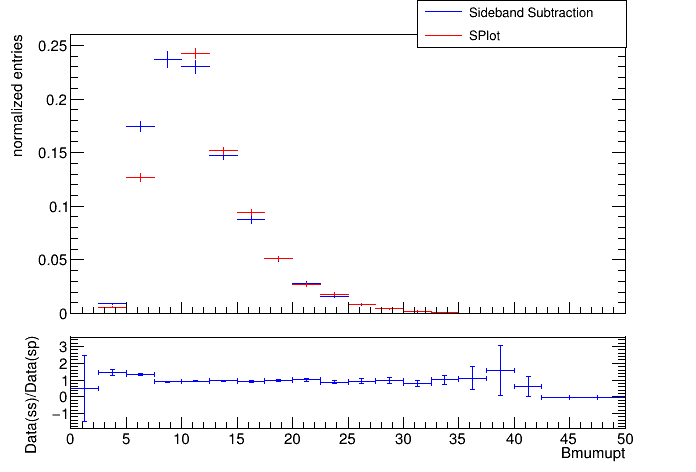 Sideband Subtraction
SPlot
normalized entries
0.25
0.2
0.15
0.1
0.05
0
Data(ss)/Data(sp)
3
2
1
0
−1
0 5 10 15 20 25 30 35 40 45 50
Bmumupt